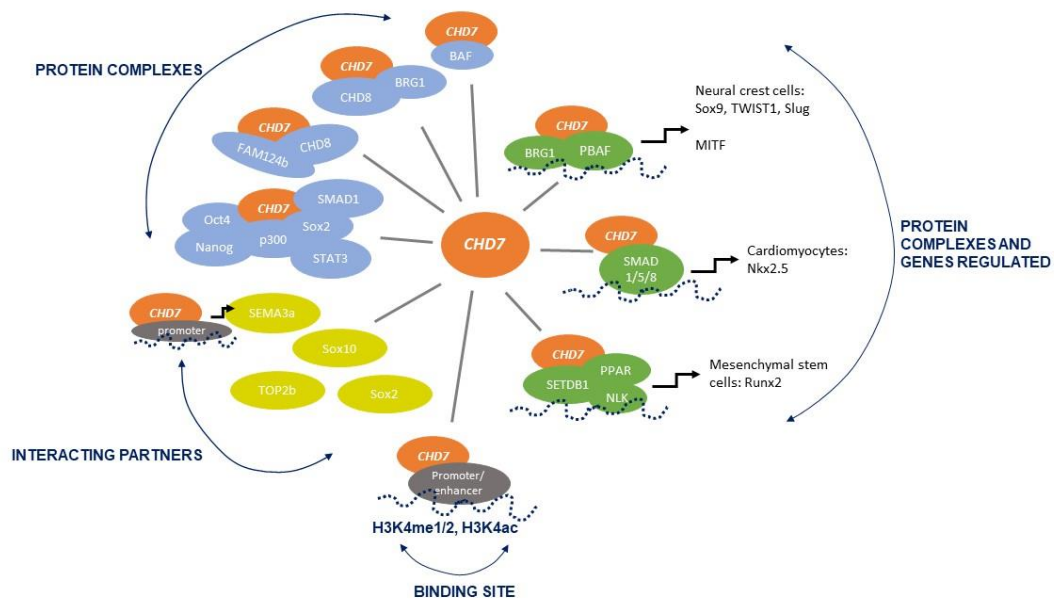 PROTEIN COMPLEXES
CHD7
BAF
CHD7
BRG1
CHD8
CHD7
CHD8
FAM124b
CHD7
SMAD1
Oct4
Sox2
Nanog
p300
STAT3
CHD7
promoter
SEMA3a
Sox10
TOP2b
Sox2
INTERACTING PARTNERS
CHD7
CHD7
BRG1
PBAF
Neural crest cells:
Sox9, TWIST1, Slug
MITF
CHD7
SMAD
1/5/8
Cardiomyocytes:
Nkx2.5
CHD7
PPAR
SETDB1
NLK
Mesenchymal stem
cells: Runx2
PROTEIN
COMPLEXES AND
GENES REGULATED
CHD7
Promoter/
enhancer
H3K4me1/2, H3K4ac
BINDING SITE